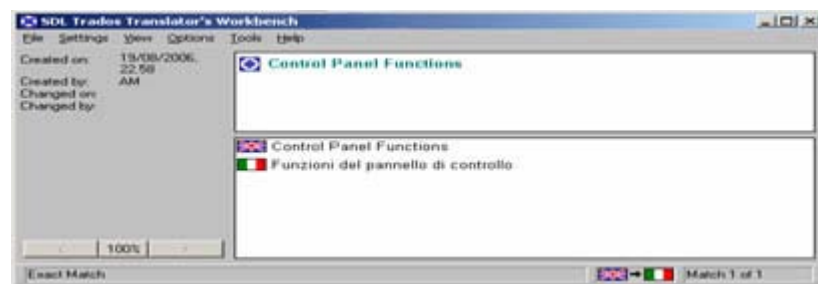 SDL Trados Translator's Workbench
File Settings View Options Tools Help
Created on: 19/08/2006,
22:58
Created by: AM
Changed on:
Changed by:
Control Panel Functions
Control Panel Functions
Funzioni del pannello di controllo
100%
Exact Match
Match 1 of 1